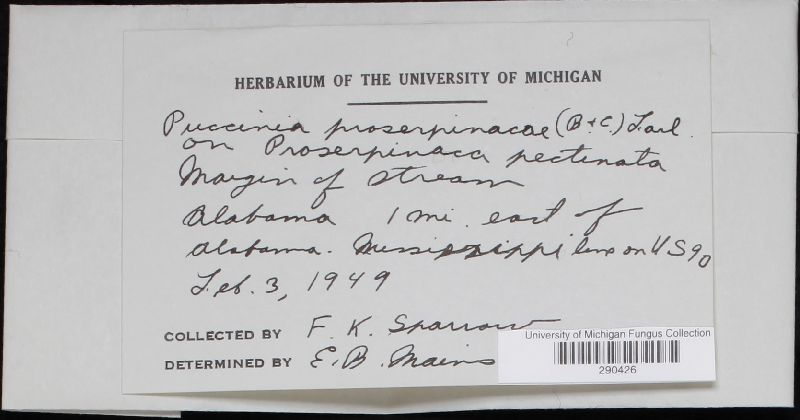 HERBARIUM OF THE UNIVERSITY OF MICHIGAN
Puccinia proserpinacae (B+C.) Farl.
on Proserpinaca pectinata
Margin of stream
Alabama 1 mi. east of
Alabama-Mississippi line on US90
Feb. 3, 1949
COLLECTED BY F. K. Sparrow
DETERMINED BY E. B. Mains
University of Michigan Fungus Collection
290426